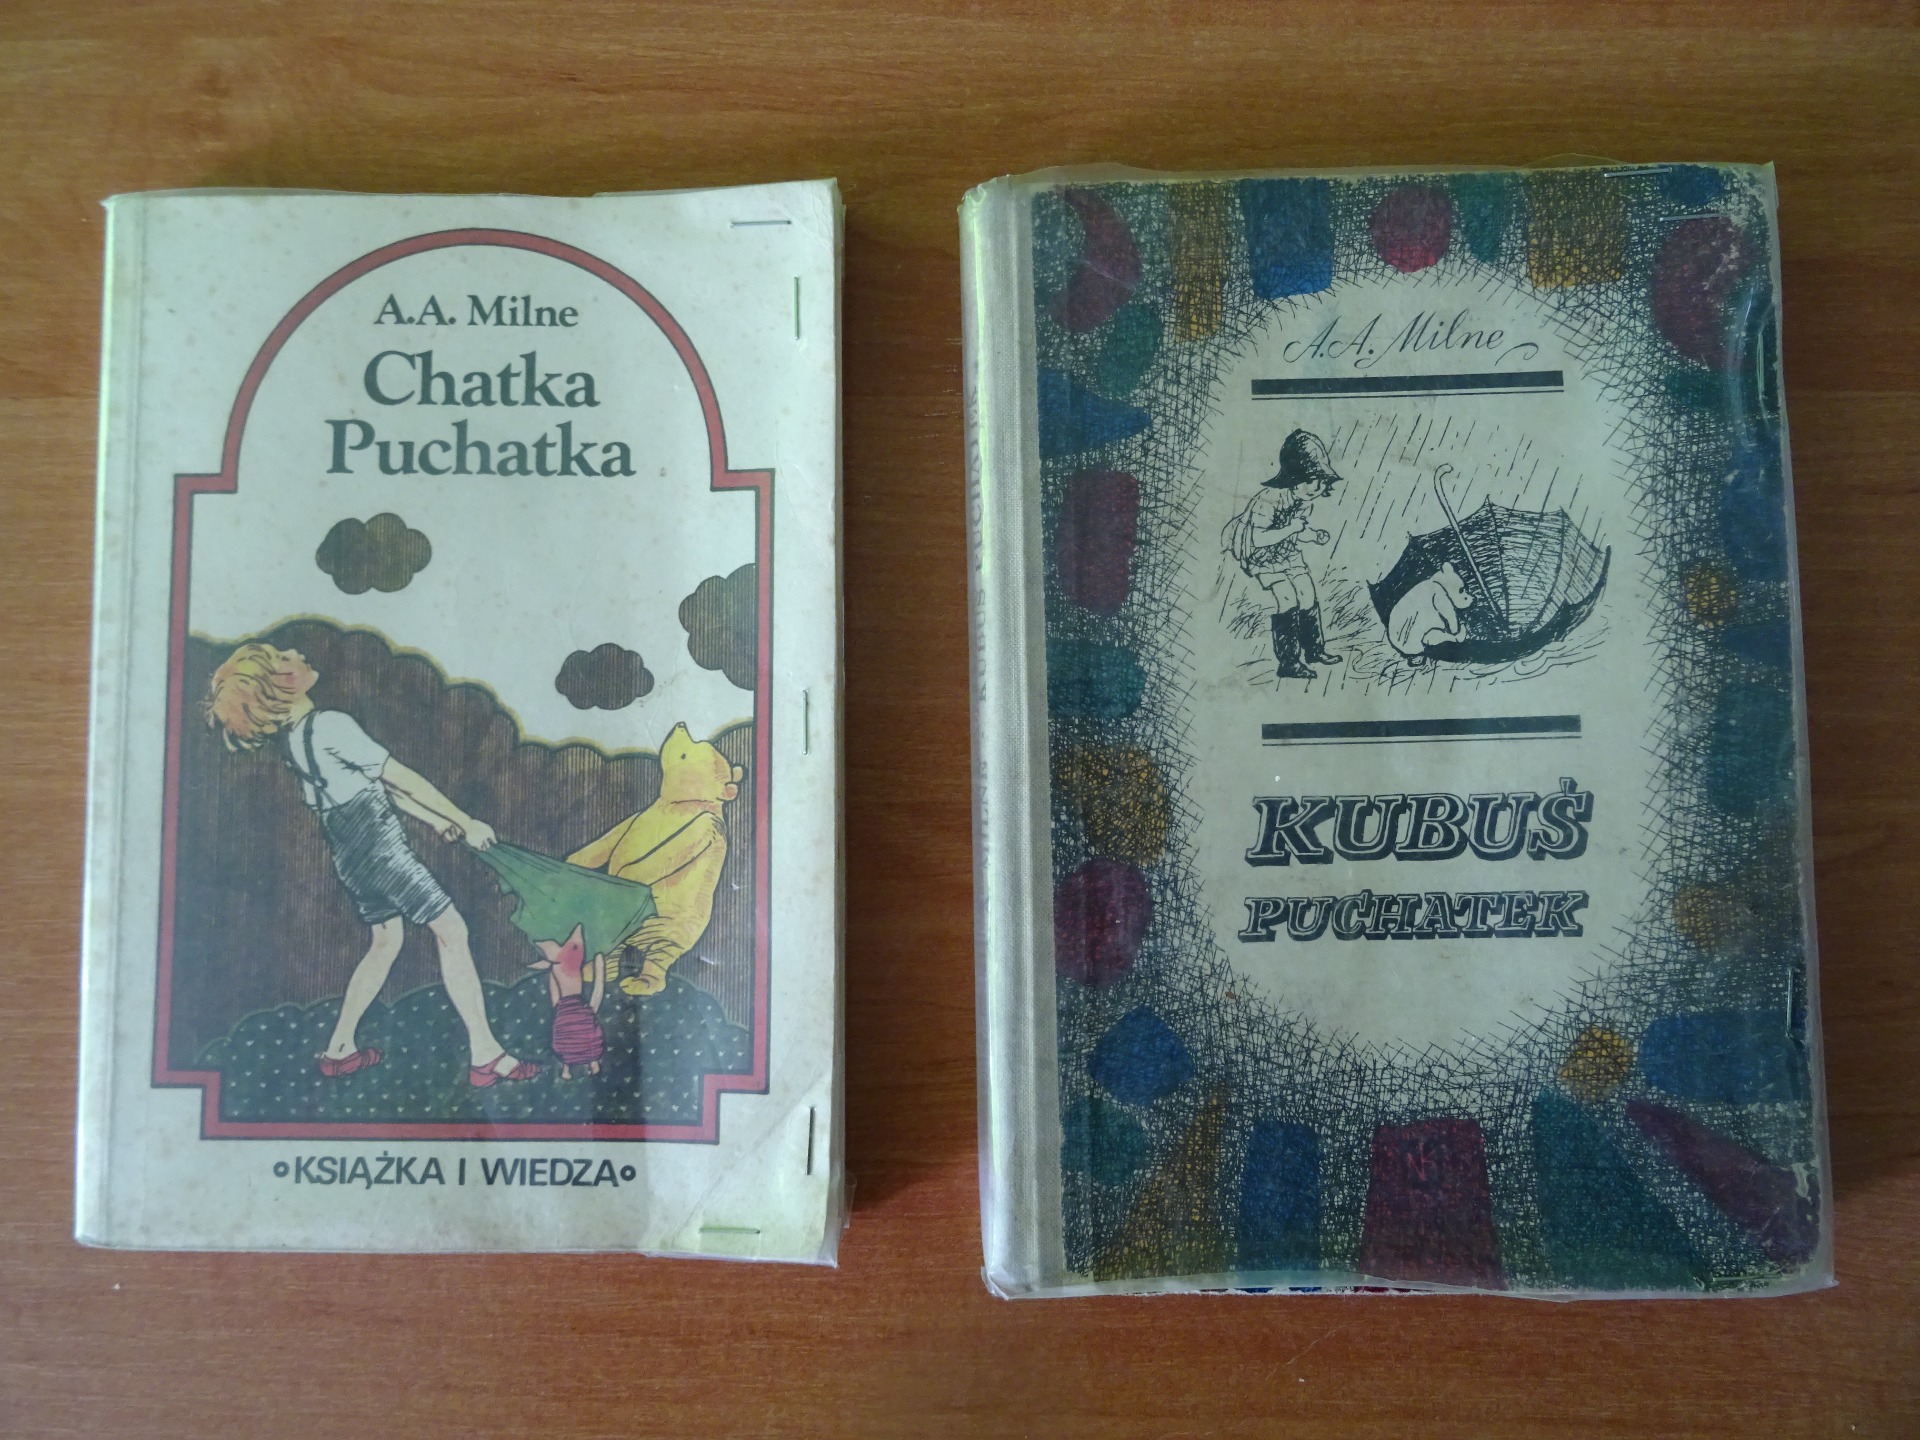 A.A. Milne
Chatka
Puchatka
KSIĄŻKA I WIEDZA
A.A. Milne
KUBUŚ
PUCHATEK